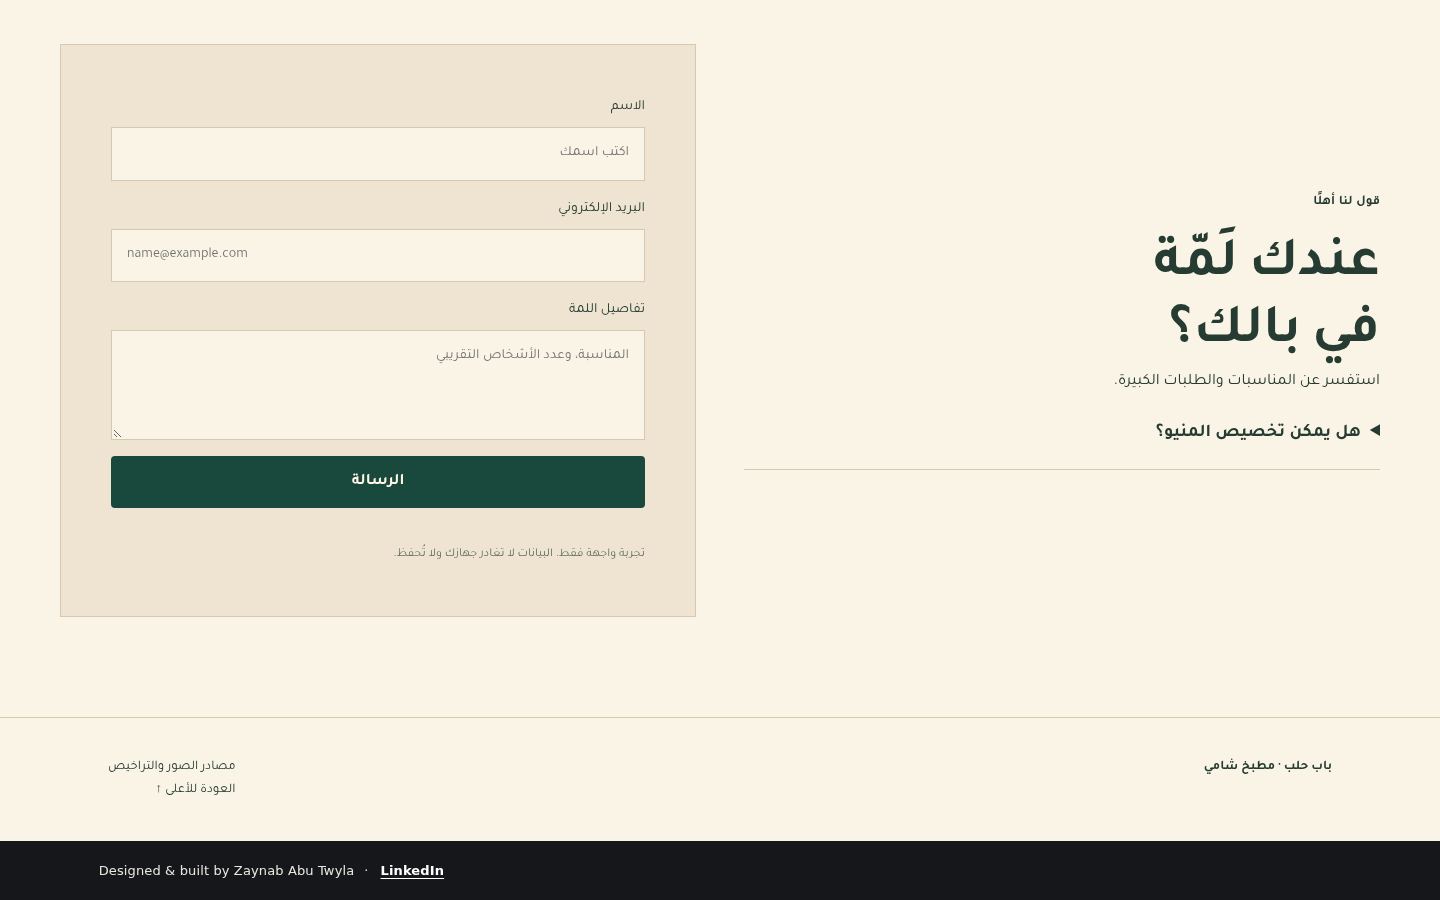 قول لنا أهلًا
عندك لَمّة
في بالك؟
استفسر عن المناسبات والطلبات الكبيرة.
هل يمكن تخصيص المنيو؟
الاسم
اكتب اسمك
البريد الإلكتروني
name@example.com
تفاصيل اللمة
المناسبة، وعدد الأشخاص التقريبي
الرسالة
تجربة واجهة فقط. البيانات لا تغادر جهازك ولا تُحفظ.
باب حلب · مطبخ شامي
مصادر الصور والتراخيص
العودة للأعلى ↑
Designed & built by Zaynab Abu Twyla · LinkedIn